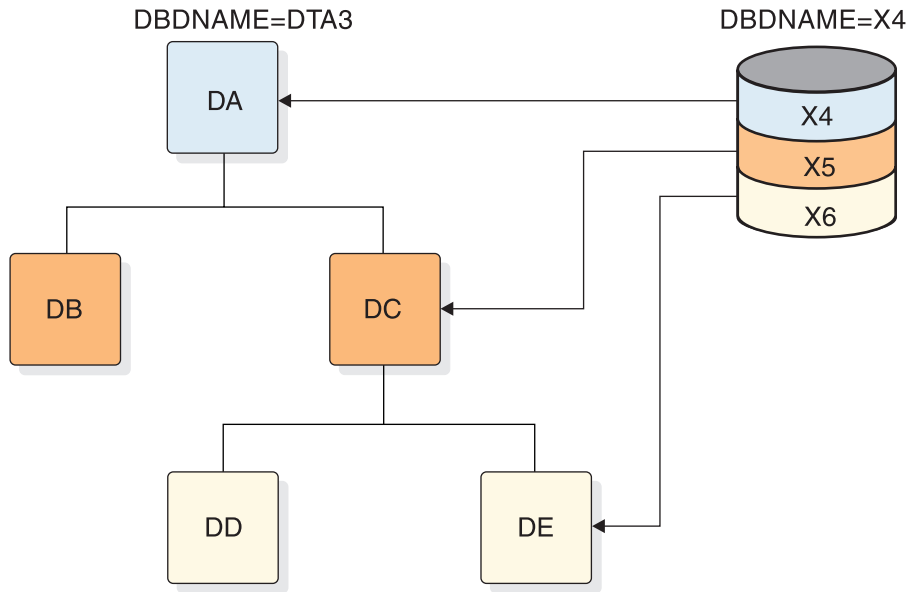 DBDNAME=DTA3
DBDNAME=X4
DA
X4
X5
X6
DB
DC
DD
DE